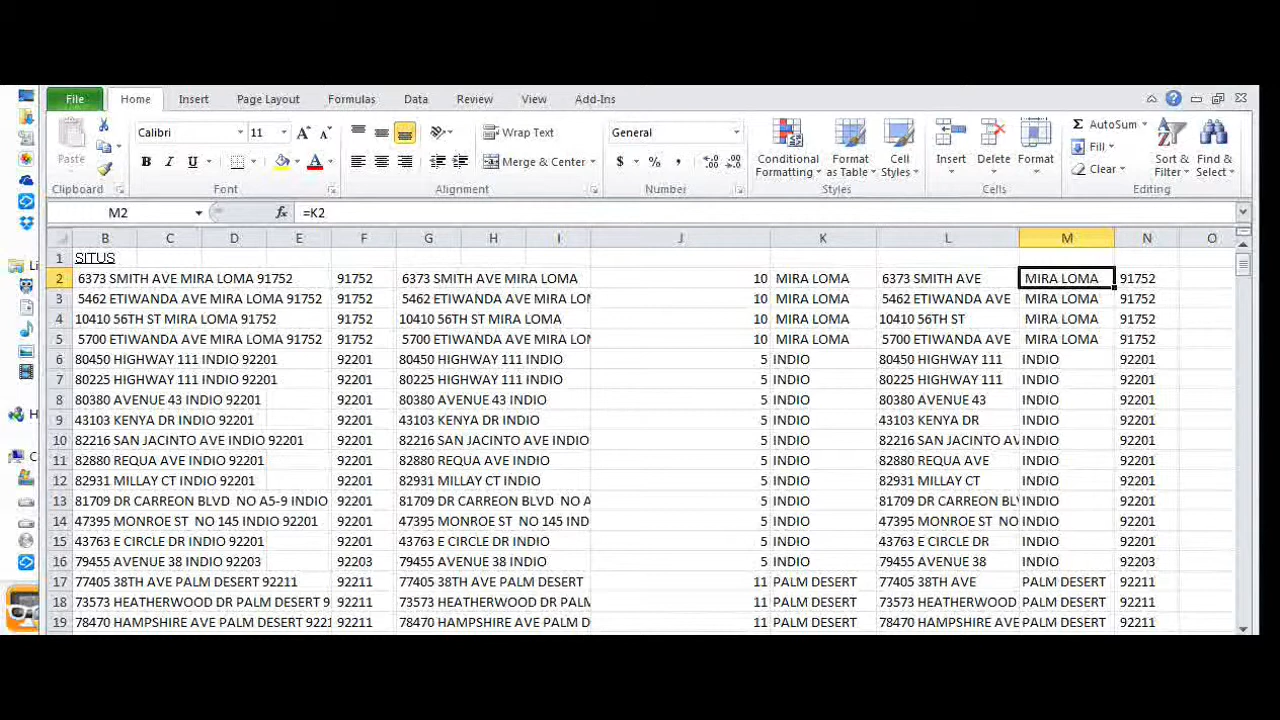 File Home Insert Page Layout Formulas Data Review View Add-Ins
Calibri 11 Wrap Text General AutoSum
Paste Fill
B I U Merge & Center $ % , Conditional Formatting Format as Table Cell Styles Insert Delete Format Clear Sort & Filter Find & Select
Clipboard Font Alignment Number Styles Cells Editing
M2 fx =K2
B C D E F G H I J K L M N O
1 SITUS
2 6373 SMITH AVE MIRA LOMA 91752 91752 6373 SMITH AVE MIRA LOMA 10 MIRA LOMA 6373 SMITH AVE MIRA LOMA 91752
3 5462 ETIWANDA AVE MIRA LOMA 91752 91752 5462 ETIWANDA AVE MIRA LO 10 MIRA LOMA 5462 ETIWANDA AVE MIRA LOMA 91752
4 10410 56TH ST MIRA LOMA 91752 91752 10410 56TH ST MIRA LOMA 10 MIRA LOMA 10410 56TH ST MIRA LOMA 91752
5 5700 ETIWANDA AVE MIRA LOMA 91752 91752 5700 ETIWANDA AVE MIRA LO 10 MIRA LOMA 5700 ETIWANDA AVE MIRA LOMA 91752
6 80450 HIGHWAY 111 INDIO 92201 92201 80450 HIGHWAY 111 INDIO 5 INDIO 80450 HIGHWAY 111 INDIO 92201
7 80225 HIGHWAY 111 INDIO 92201 92201 80225 HIGHWAY 111 INDIO 5 INDIO 80225 HIGHWAY 111 INDIO 92201
8 80380 AVENUE 43 INDIO 92201 92201 80380 AVENUE 43 INDIO 5 INDIO 80380 AVENUE 43 INDIO 92201
9 43103 KENYA DR INDIO 92201 92201 43103 KENYA DR INDIO 5 INDIO 43103 KENYA DR INDIO 92201
10 82216 SAN JACINTO AVE INDIO 92201 92201 82216 SAN JACINTO AVE INDIO 5 INDIO 82216 SAN JACINTO AV INDIO 92201
11 82880 REQUA AVE INDIO 92201 92201 82880 REQUA AVE INDIO 5 INDIO 82880 REQUA AVE INDIO 92201
12 82931 MILLAY CT INDIO 92201 92201 82931 MILLAY CT INDIO 5 INDIO 82931 MILLAY CT INDIO 92201
13 81709 DR CARREON BLVD NO A5-9 INDIO 92201 81709 DR CARREON BLVD NO A 5 INDIO 81709 DR CARREON BL INDIO 92201
14 47395 MONROE ST NO 145 INDIO 92201 92201 47395 MONROE ST NO 145 IND 5 INDIO 47395 MONROE ST NO INDIO 92201
15 43763 E CIRCLE DR INDIO 92201 92201 43763 E CIRCLE DR INDIO 5 INDIO 43763 E CIRCLE DR INDIO 92201
16 79455 AVENUE 38 INDIO 92203 92203 79455 AVENUE 38 INDIO 5 INDIO 79455 AVENUE 38 INDIO 92203
17 77405 38TH AVE PALM DESERT 92211 92211 77405 38TH AVE PALM DESERT 11 PALM DESERT 77405 38TH AVE PALM DESERT 92211
18 73573 HEATHERWOOD DR PALM DESERT 9 92211 73573 HEATHERWOOD DR PALM 11 PALM DESERT 73573 HEATHERWOOD PALM DESERT 92211
19 78470 HAMPSHIRE AVE PALM DESERT 9221 92211 78470 HAMPSHIRE AVE PALM D 11 PALM DESERT 78470 HAMPSHIRE AVE PALM DESERT 92211